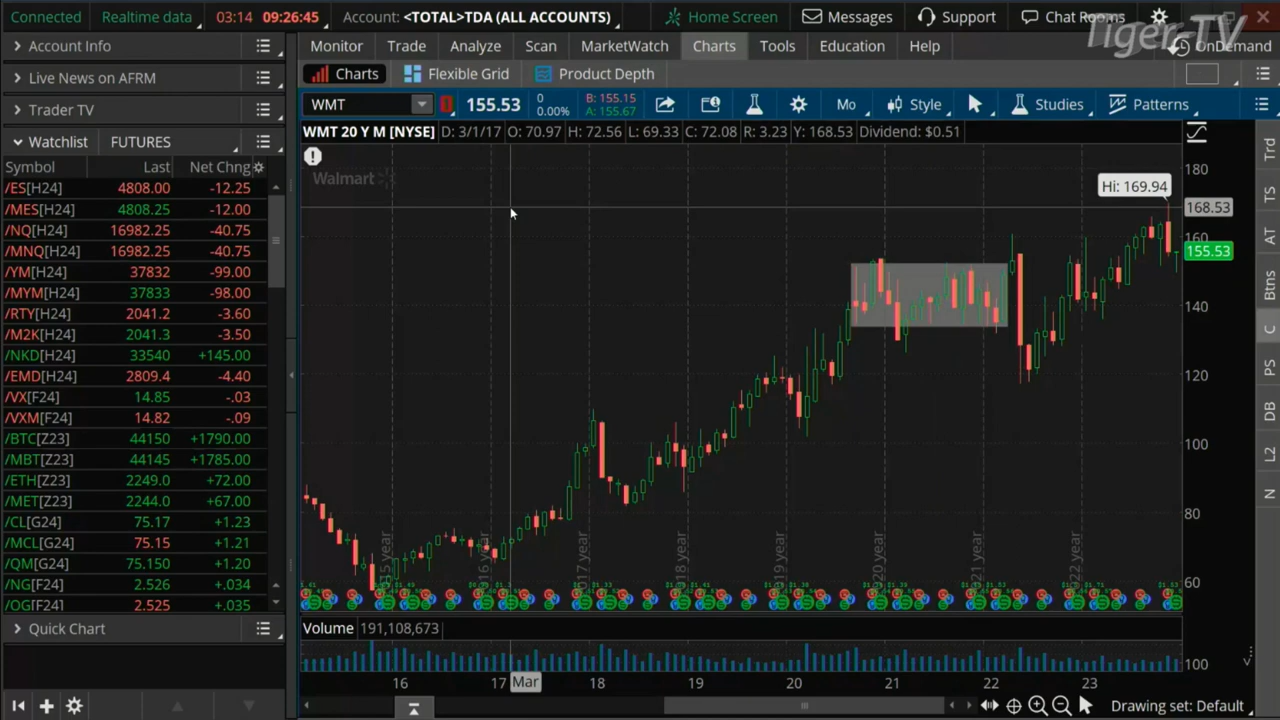 Connected Realtime data 03:14 09:26:45 Account: <TOTAL>TDA (ALL ACCOUNTS) Home Screen Messages Support Chat Rooms
Tiger-TV
OnDemand
Account Info
Live News on AFRM
Trader TV
Watchlist FUTURES
Symbol Last Net Chng
/ES[H24] 4808.00 -12.25
/MES[H24] 4808.25 -12.00
/NQ[H24] 16982.25 -40.75
/MNQ[H24] 16982.25 -40.75
/YM[H24] 37832 -99.00
/MYM[H24] 37833 -98.00
/RTY[H24] 2041.2 -3.60
/M2K[H24] 2041.3 -3.50
/NKD[H24] 33540 +145.00
/EMD[H24] 2809.4 -4.40
/VX[F24] 14.85 -.03
/VXM[F24] 14.82 -.09
/BTC[Z23] 44150 +1790.00
/MBT[Z23] 44145 +1785.00
/ETH[Z23] 2249.0 +72.00
/MET[Z23] 2244.0 +67.00
/CL[G24] 75.17 +1.23
/MCL[G24] 75.15 +1.21
/QM[G24] 75.150 +1.20
/NG[F24] 2.526 +.034
/QG[F24] 2.525 +.035
Quick Chart
Monitor Trade Analyze Scan MarketWatch Charts Tools Education Help
Charts Flexible Grid Product Depth
WMT 155.53 0 0.00% B: 155.15 A: 155.67 Mo Style Studies Patterns
WMT 20 Y M [NYSE] D: 3/1/17 O: 70.97 H: 72.56 L: 69.33 C: 72.08 R: 3.23 Y: 168.53 Dividend: $0.51
Walmart
Hi: 169.94
180
168.53
160
155.53
140
120
100
80
60
2017 year
Volume 191,108,673
100
16 17 Mar 18 19 20 21 22 23
Drawing set: Default
Trd
TS
AT
Btns
C
PS
DB
L2
N